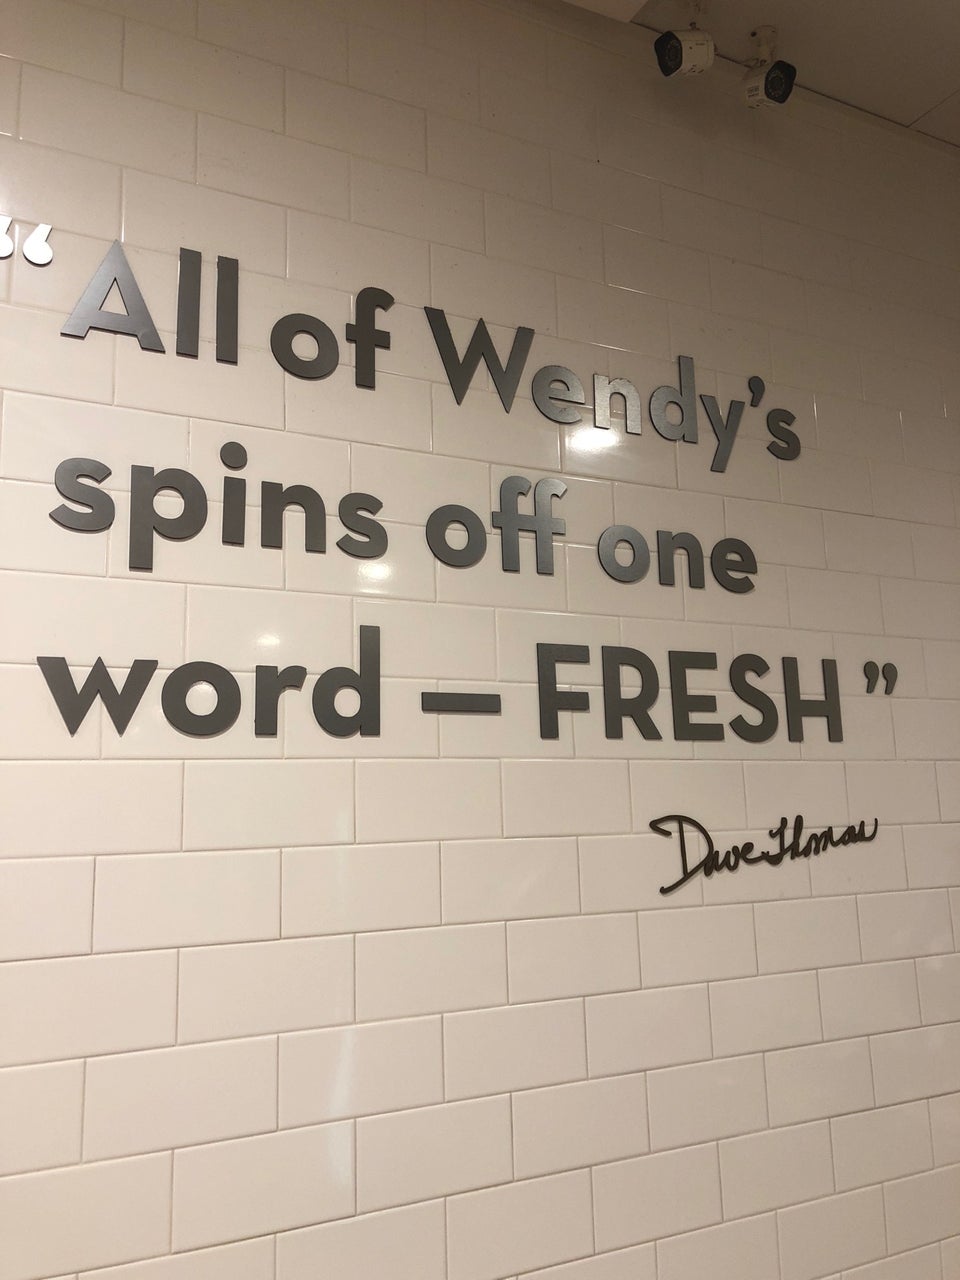 “All of Wendy’s
spins off one
word – FRESH”
Dave Thomas